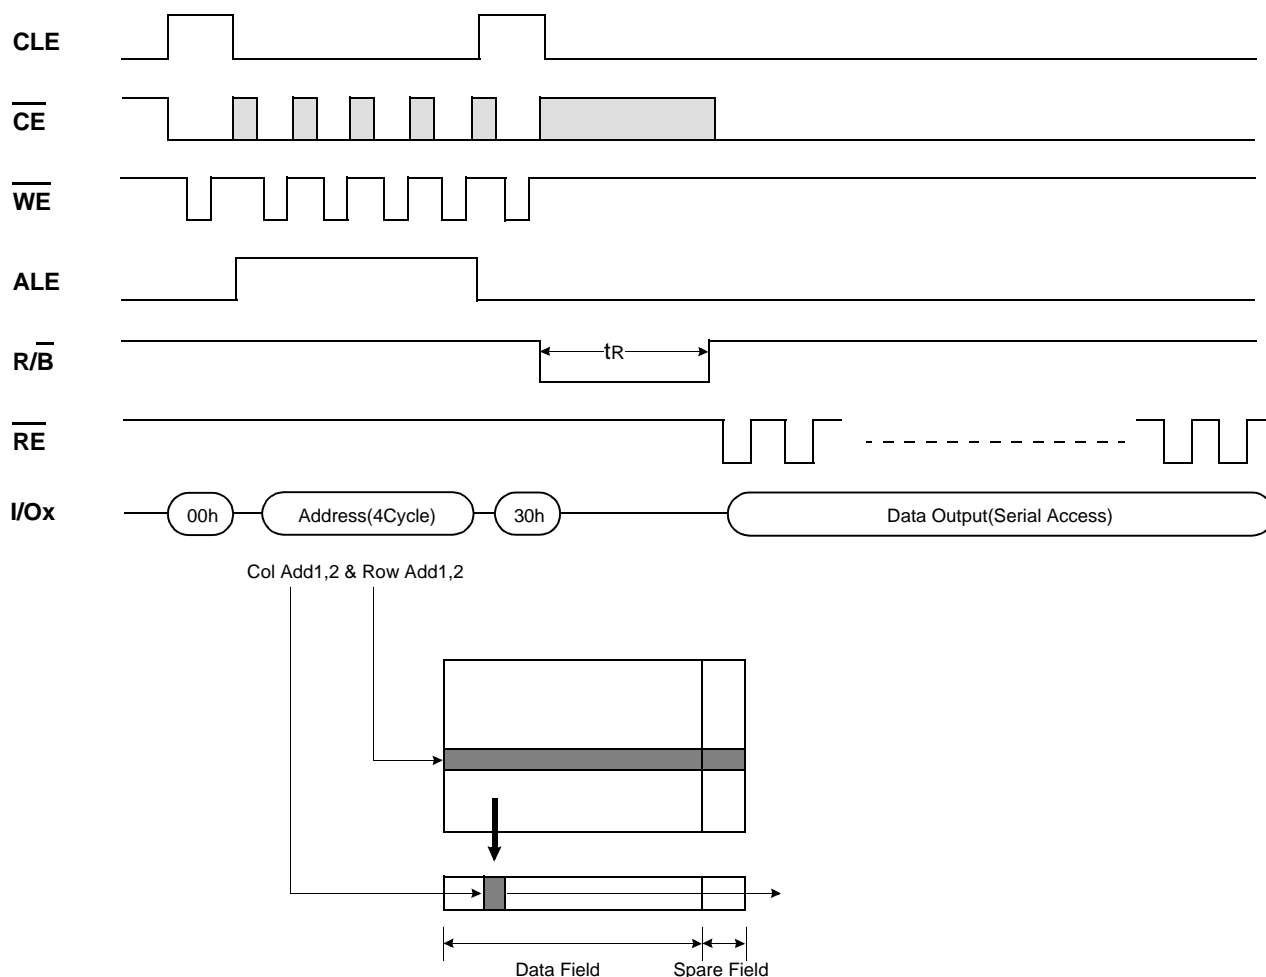 CLE
CE
WE
ALE
R/B
tR
RE
I/Ox
00h
Address(4Cycle)
30h
Data Output(Serial Access)
Col Add1,2 & Row Add1,2
Data Field
Spare Field